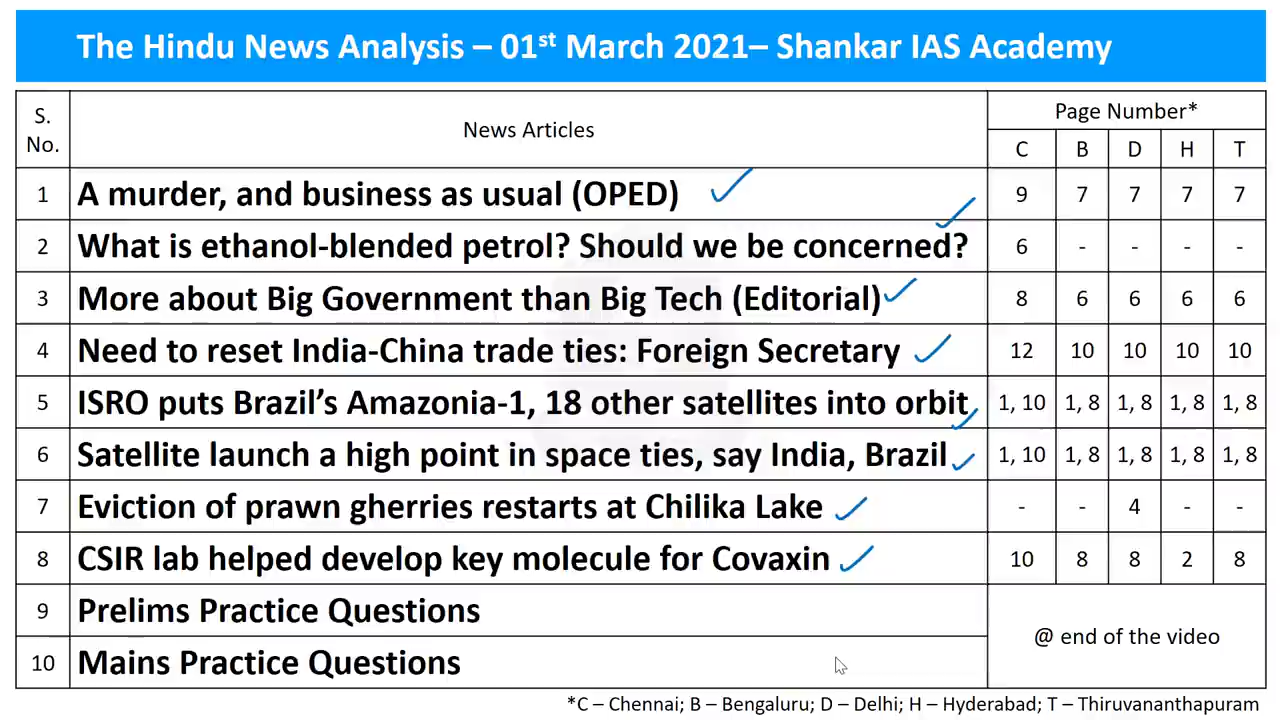 The Hindu News Analysis – 01st March 2021– Shankar IAS Academy
S. No. News Articles Page Number*
C B D H T
1 A murder, and business as usual (OPED) 9 7 7 7 7
2 What is ethanol-blended petrol? Should we be concerned? 6 - - - -
3 More about Big Government than Big Tech (Editorial) 8 6 6 6 6
4 Need to reset India-China trade ties: Foreign Secretary 12 10 10 10 10
5 ISRO puts Brazil’s Amazonia-1, 18 other satellites into orbit 1, 10 1, 8 1, 8 1, 8 1, 8
6 Satellite launch a high point in space ties, say India, Brazil 1, 10 1, 8 1, 8 1, 8 1, 8
7 Eviction of prawn gherries restarts at Chilika Lake - - 4 - -
8 CSIR lab helped develop key molecule for Covaxin 10 8 8 2 8
9 Prelims Practice Questions
@ end of the video
10 Mains Practice Questions
*C – Chennai; B – Bengaluru; D – Delhi; H – Hyderabad; T – Thiruvananthapuram